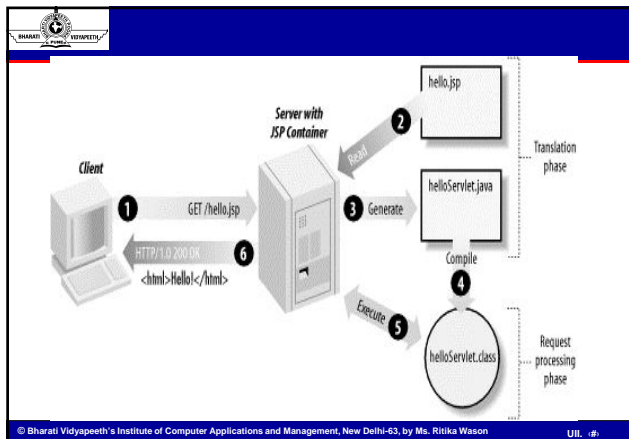 BHARATI VIDYAPEETH
PUNE
hello.jsp
Server with
JSP Container
2
Read
Translation
phase
Client
helloServlet.java
1
GET /hello.jsp
3
Generate
HTTP/1.0 200 OK
6
Compile
<html>Hello!</html>
4
Execute
5
helloServlet.class
Request
processing
phase
© Bharati Vidyapeeth's Institute of Computer Applications and Management, New Delhi-63, by Ms. Ritika Wason
UII. ‹#›